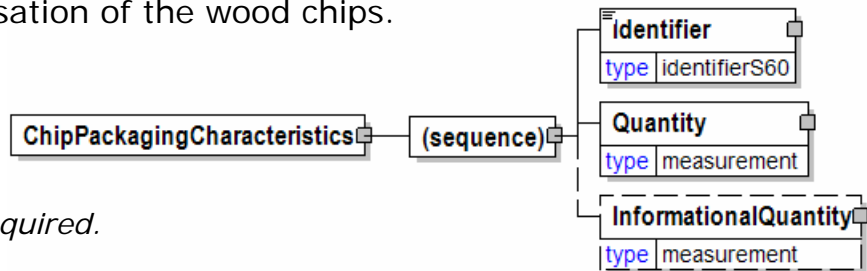 sation of the wood chips.
Identifier
type identifierS60
ChipPackagingCharacteristics
(sequence)
Quantity
type measurement
quired.
InformationalQuantity
type measurement